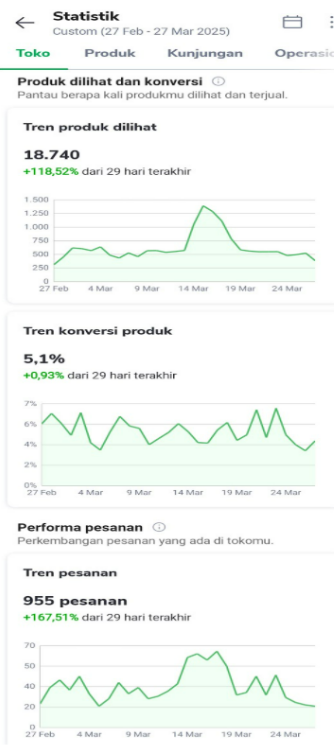 Statistik
Custom (27 Feb - 27 Mar 2025)
Toko Produk Kunjungan Operasio
Produk dilihat dan konversi
Pantau berapa kali produkmu dilihat dan terjual.
Tren produk dilihat
18.740
+118,52% dari 29 hari terakhir
1.500
1.250
1.000
750
500
250
0
27 Feb 4 Mar 9 Mar 14 Mar 19 Mar 24 Mar
Tren konversi produk
5,1%
+0,93% dari 29 hari terakhir
7%
6%
4%
2%
0%
27 Feb 4 Mar 9 Mar 14 Mar 19 Mar 24 Mar
Performa pesanan
Perkembangan pesanan yang ada di tokomu.
Tren pesanan
955 pesanan
+167,51% dari 29 hari terakhir
70
50
40
20
0
27 Feb 4 Mar 9 Mar 14 Mar 19 Mar 24 Mar